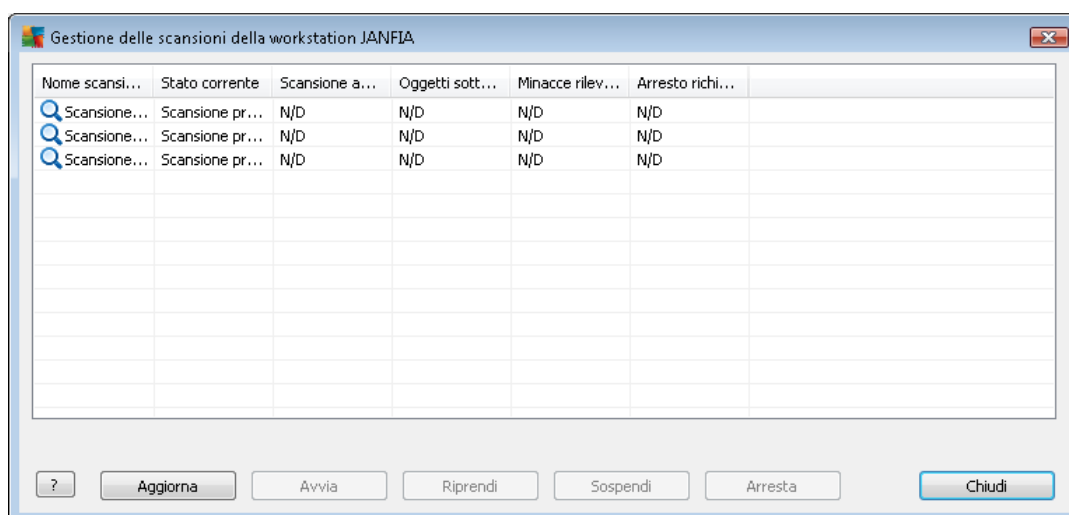 Gestione delle scansioni della workstation JANFIA
Nome scansi... Stato corrente Scansione a... Oggetti sott... Minacce rilev... Arresto richi...
Scansione... Scansione pr... N/D N/D N/D N/D
Scansione... Scansione pr... N/D N/D N/D N/D
Scansione... Scansione pr... N/D N/D N/D N/D
? Aggiorna Avvia Riprendi Sospendi Arresta Chiudi